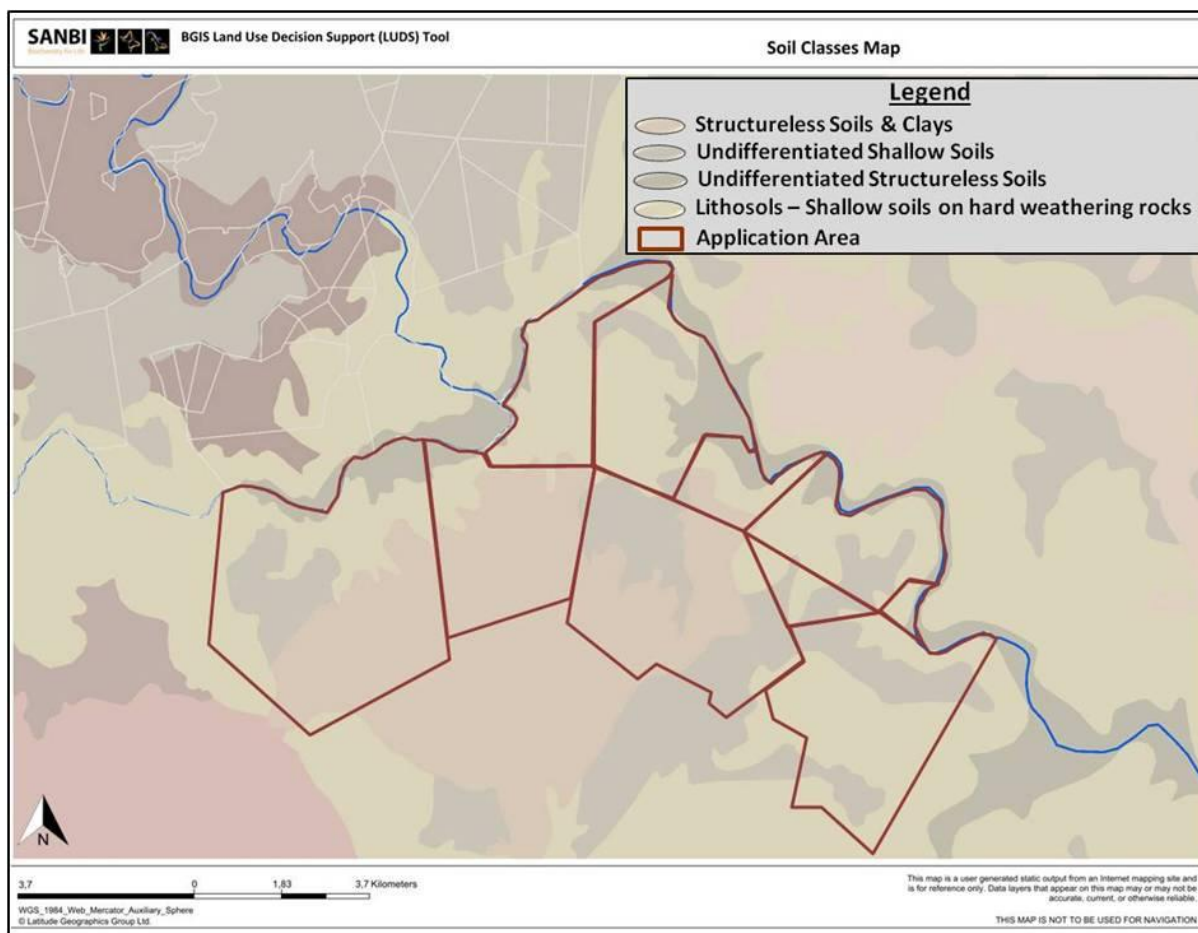 SANBI
Biodiversity for Life
BGIS Land Use Decision Support (LUDS) Tool
Soil Classes Map
Legend
Structureless Soils & Clays
Undifferentiated Shallow Soils
Undifferentiated Structureless Soils
Lithosols – Shallow soils on hard weathering rocks
Application Area
N
3,7 0 1,83 3,7 Kilometers
WGS_1984_Web_Mercator_Auxiliary_Sphere
© Latitude Geographics Group Ltd.
This map is a user generated static output from an Internet mapping site and
is for reference only. Data layers that appear on this map may or may not be
accurate, current, or otherwise reliable.
THIS MAP IS NOT TO BE USED FOR NAVIGATION